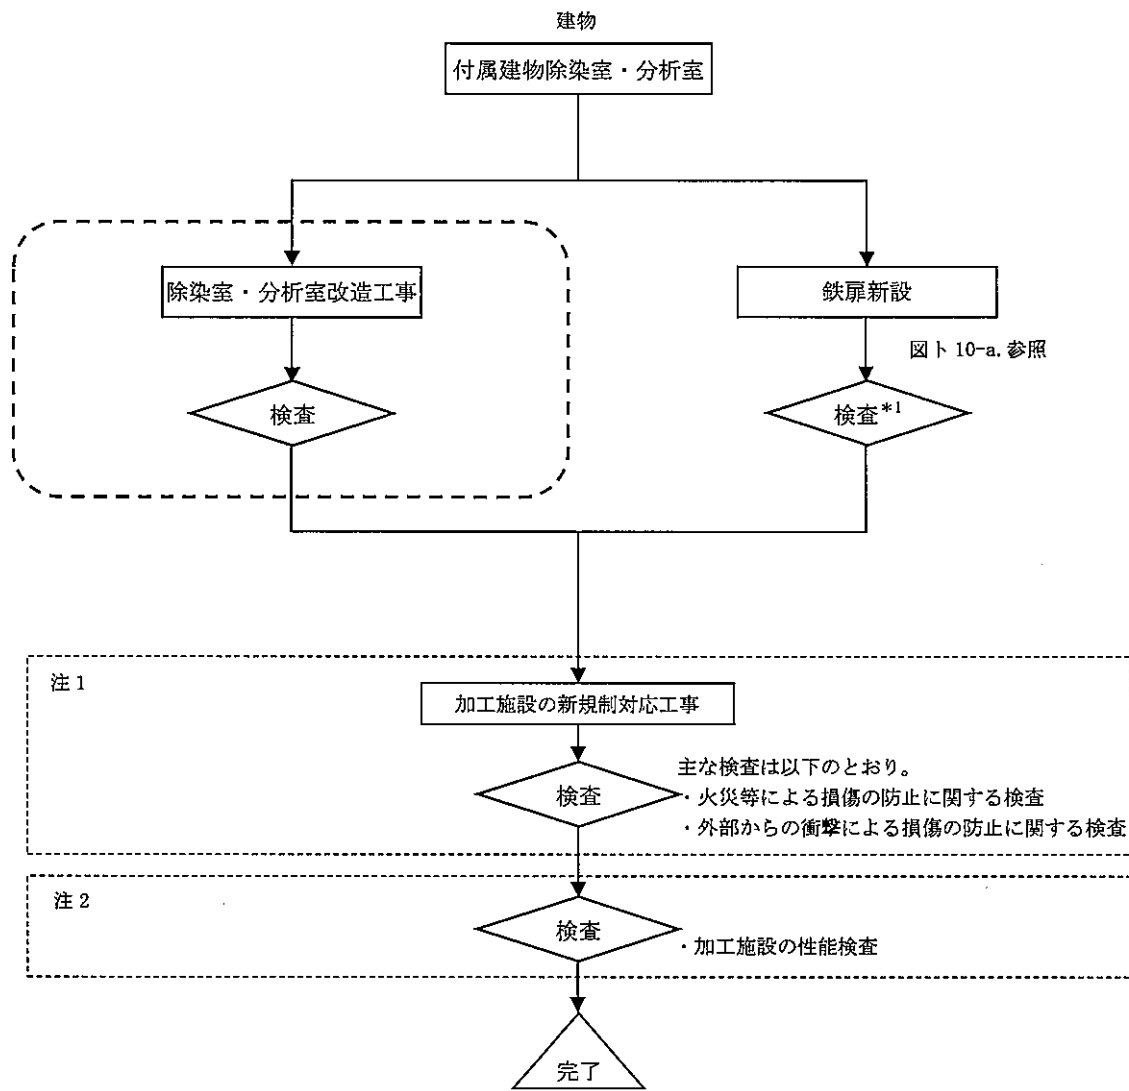 建物
付属建物除染室・分析室
除染室・分析室改造工事
鉄扉新設
図ト 10-a.参照
検査
検査*1
注1
加工施設の新規制対応工事
検査
主な検査は以下のとおり。
・火災等による損傷の防止に関する検査
・外部からの衝撃による損傷の防止に関する検査
注2
検査
・加工施設の性能検査
完了